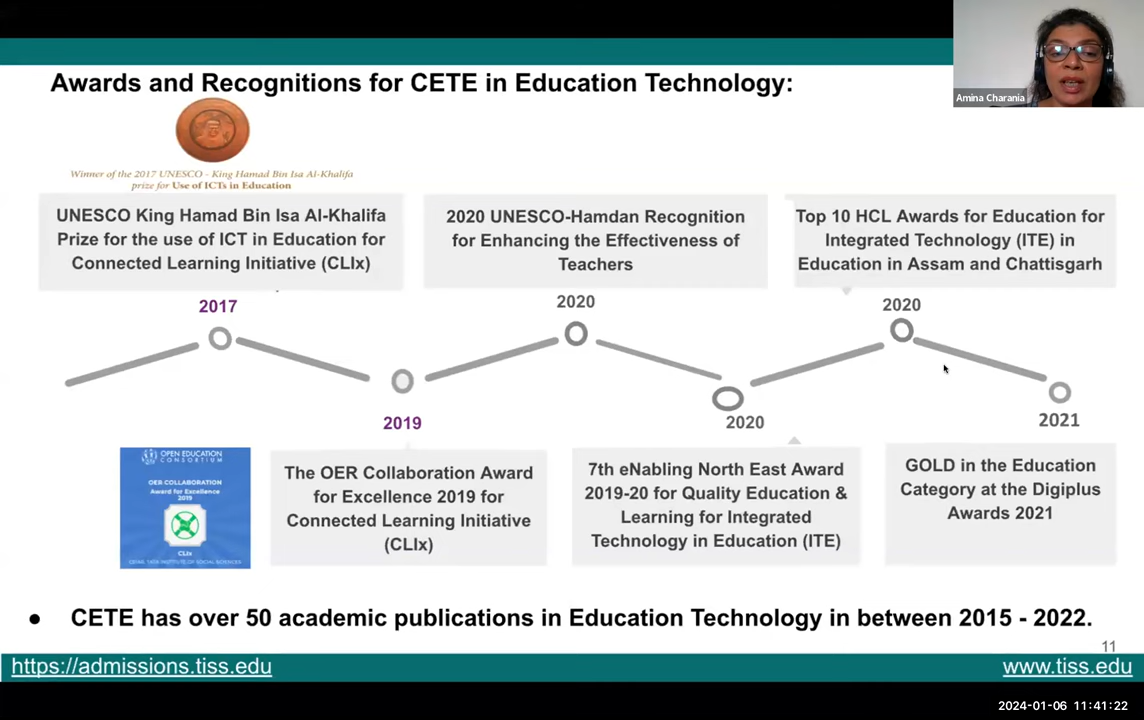 Amina Charania
Awards and Recognitions for CETE in Education Technology:
Winner of the 2017 UNESCO - King Hamad Bin Isa Al-Khalifa
prize for Use of ICTs in Education
UNESCO King Hamad Bin Isa Al-Khalifa
Prize for the use of ICT in Education for
Connected Learning Initiative (CLIx)
2017
2020 UNESCO-Hamdan Recognition
for Enhancing the Effectiveness of
Teachers
2020
Top 10 HCL Awards for Education for
Integrated Technology (ITE) in
Education in Assam and Chattisgarh
2020
2019
2020
2021
OPEN EDUCATION
CONSORTIUM
OER COLLABORATION
Award for Excellence
2019
CLIx
TATA INSTITUTE OF SOCIAL SCIENCES
The OER Collaboration Award
for Excellence 2019 for
Connected Learning Initiative
(CLIx)
7th eNabling North East Award
2019-20 for Quality Education &
Learning for Integrated
Technology in Education (ITE)
GOLD in the Education
Category at the Digiplus
Awards 2021
● CETE has over 50 academic publications in Education Technology in between 2015 - 2022.
11
https://admissions.tiss.edu
www.tiss.edu
2024-01-06 11:41:22